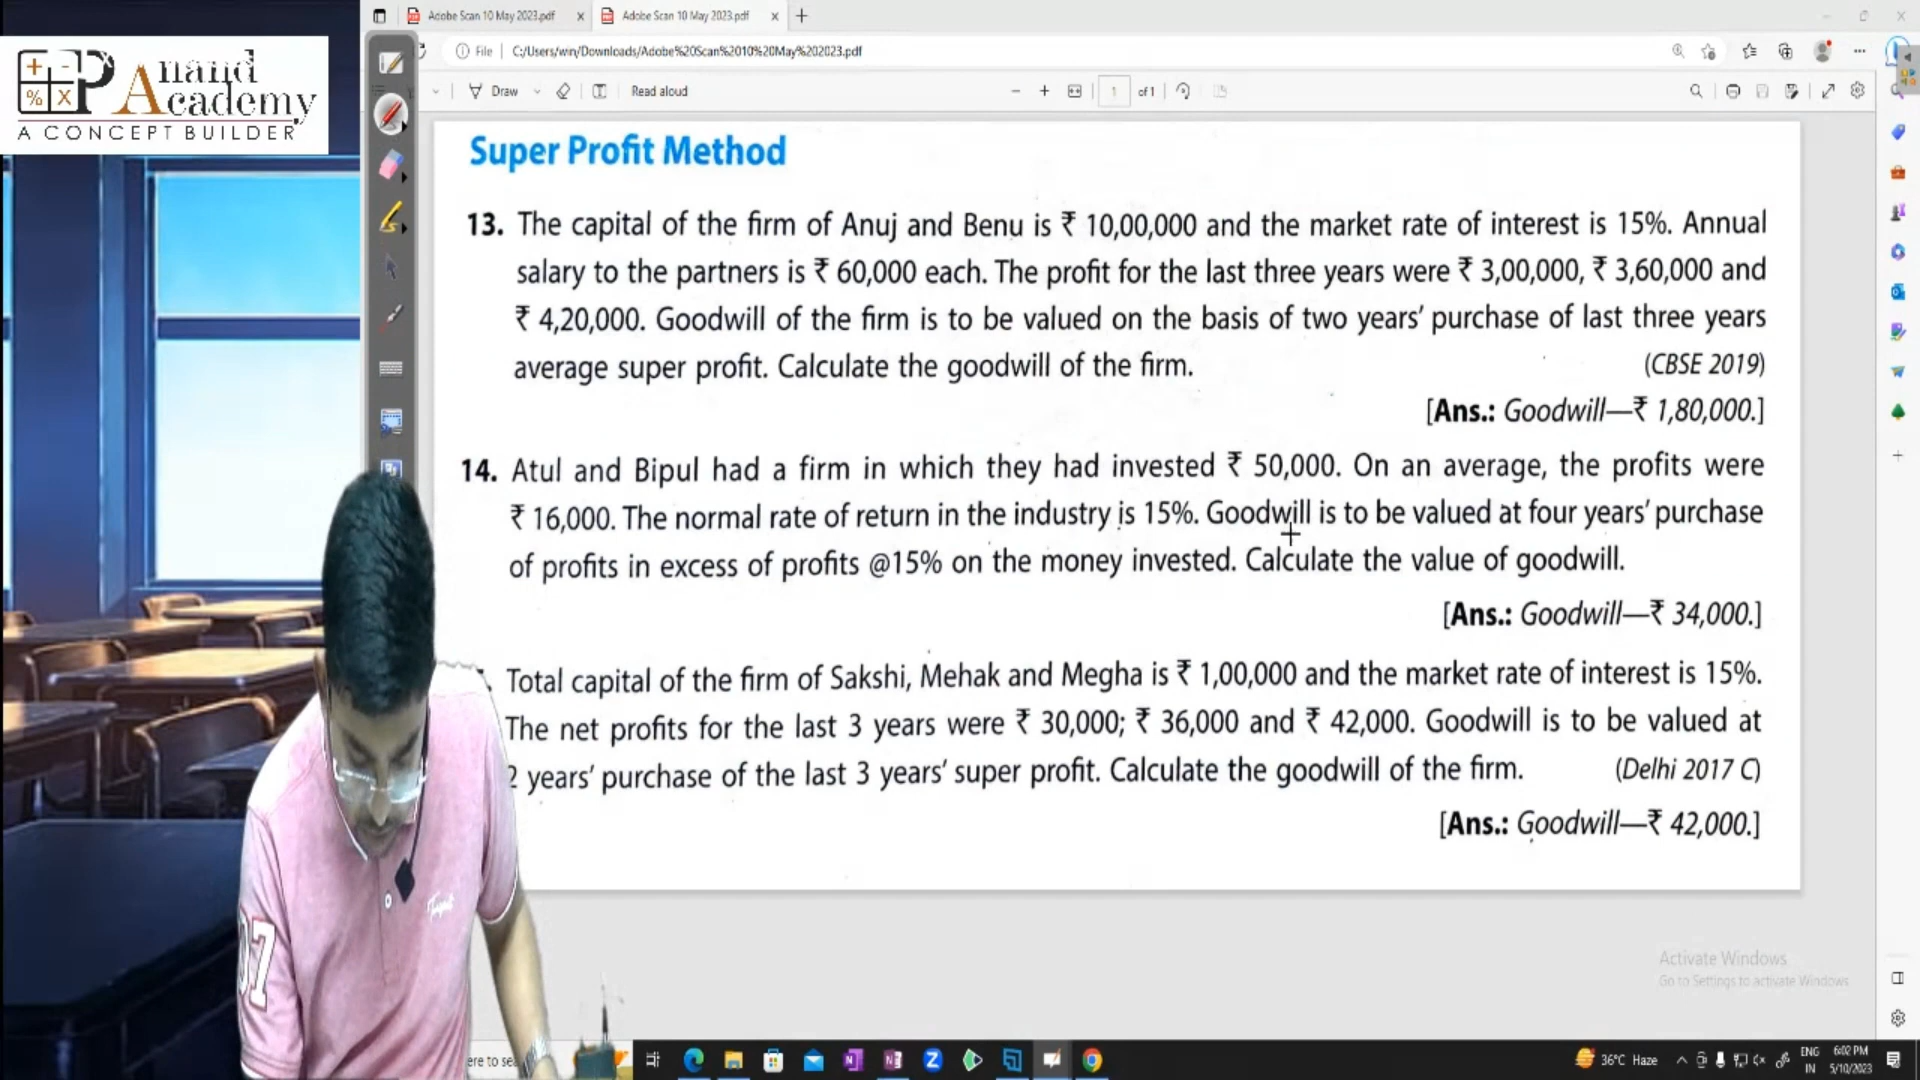 Adobe Scan 10 May 2023.pdf
Adobe Scan 10 May 2023.pdf
Anand
Academy
A CONCEPT BUILDER
File
C:/Users/win/Downloads/Adobe%20Scan%2010%20May%202023.pdf
Draw
Read aloud
1
of 1
Super Profit Method
13. The capital of the firm of Anuj and Benu is ₹ 10,00,000 and the market rate of interest is 15%. Annual
salary to the partners is ₹ 60,000 each. The profit for the last three years were ₹ 3,00,000, ₹ 3,60,000 and
₹ 4,20,000. Goodwill of the firm is to be valued on the basis of two years' purchase of last three years
average super profit. Calculate the goodwill of the firm. (CBSE 2019)
[Ans.: Goodwill—₹ 1,80,000.]
14. Atul and Bipul had a firm in which they had invested ₹ 50,000. On an average, the profits were
₹ 16,000. The normal rate of return in the industry is 15%. Goodwill is to be valued at four years' purchase
of profits in excess of profits @15% on the money invested. Calculate the value of goodwill.
[Ans.: Goodwill—₹ 34,000.]
Total capital of the firm of Sakshi, Mehak and Megha is ₹ 1,00,000 and the market rate of interest is 15%.
The net profits for the last 3 years were ₹ 30,000; ₹ 36,000 and ₹ 42,000. Goodwill is to be valued at
2 years' purchase of the last 3 years' super profit. Calculate the goodwill of the firm. (Delhi 2017 C)
[Ans.: Goodwill—₹ 42,000.]
Activate Windows
Go to Settings to activate Windows.
07
ere to sea
36°C Haze
ENG
IN
6:02 PM
5/10/2023